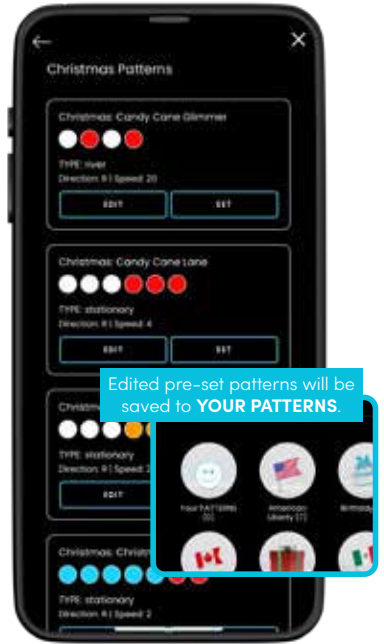 Christmas Patterns
Christmas: Candy Cane Glimmer
TYPE: river
Direction: R | Speed: 20
EDIT
SET
Christmas: Candy Cane Lane
TYPE: stationary
Direction: R | Speed: 4
EDIT
SET
Edited pre-set patterns will be
saved to YOUR PATTERNS.
TYPE: stationary
Direction: R | Speed: 2
EDIT
Your PATTERNS
American
Liberty [7]
Birthday
Christmas: Christ
TYPE: stationary
Direction: R | Speed: 2